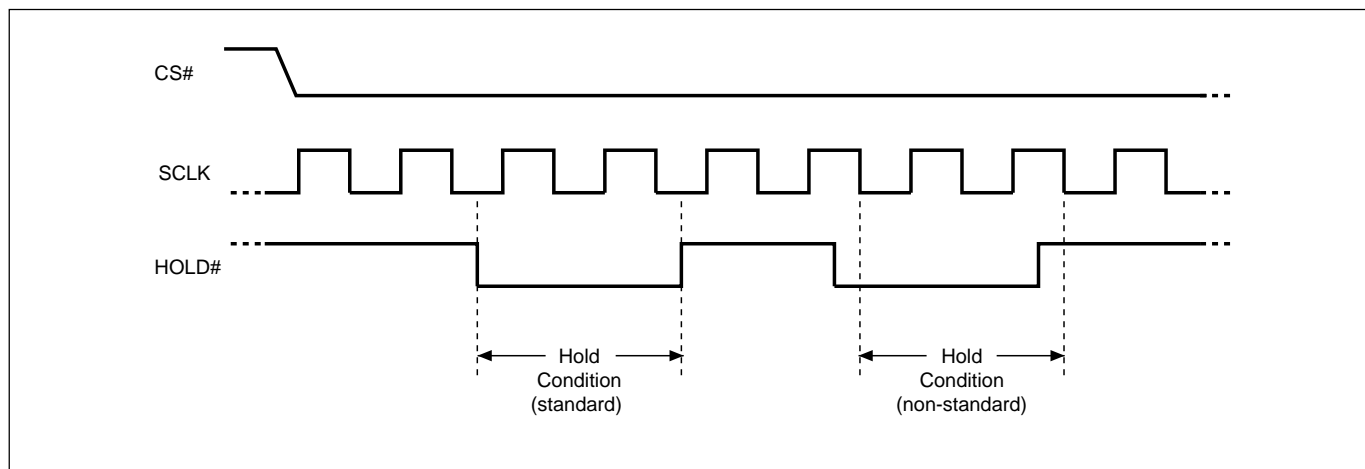 CS#
SCLK
HOLD#
Hold
Condition
(standard)
Hold
Condition
(non-standard)